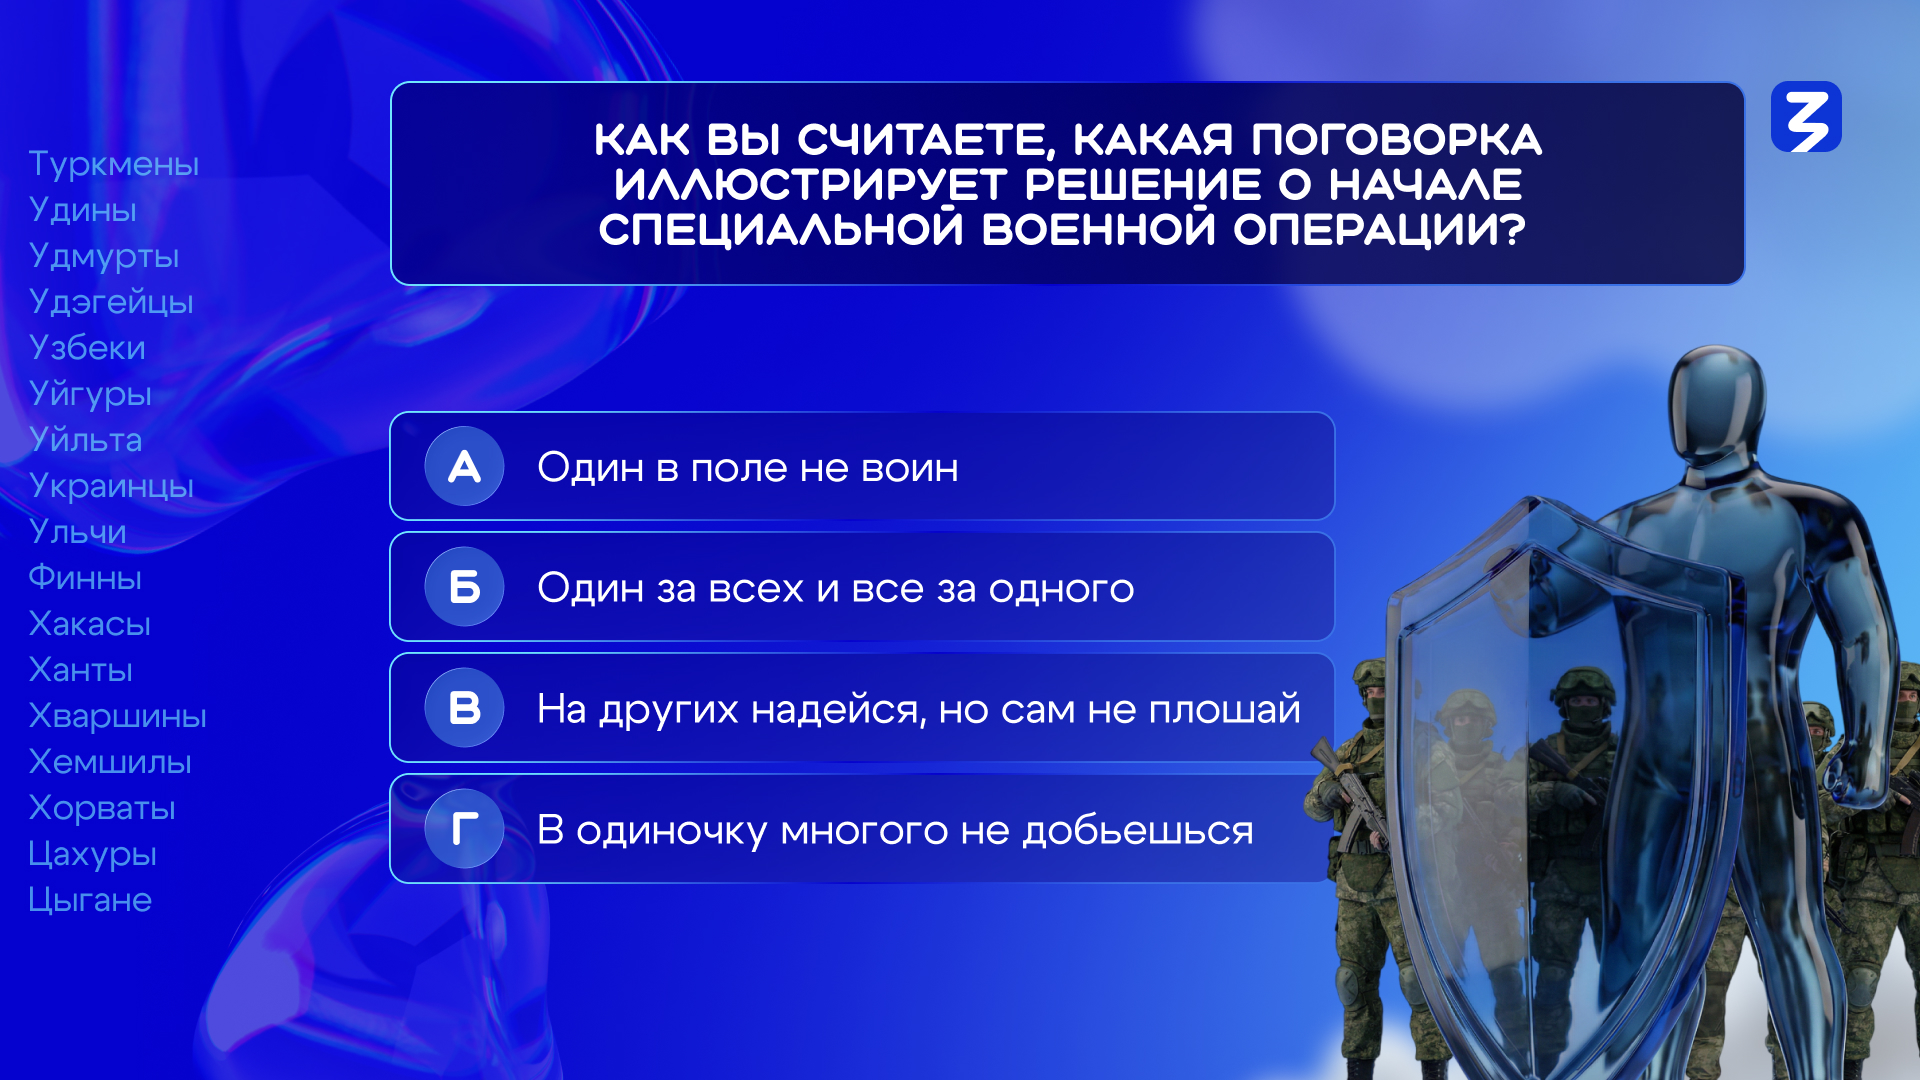 КАК ВЫ СЧИТАЕТЕ, КАКАЯ ПОГОВОРКА
ИЛЛЮСТРИРУЕТ РЕШЕНИЕ О НАЧАЛЕ
СПЕЦИАЛЬНОЙ ВОЕННОЙ ОПЕРАЦИИ?
Туркмены
Удины
Удмурты
Удэгейцы
Узбеки
Уйгуры
Уйльта
Украинцы
Ульчи
Финны
Хакасы
Ханты
Хваршины
Хемшилы
Хорваты
Цахуры
Цыгане
А Один в поле не воин
Б Один за всех и все за одного
В На других надейся, но сам не плошай
Г В одиночку многого не добьешься